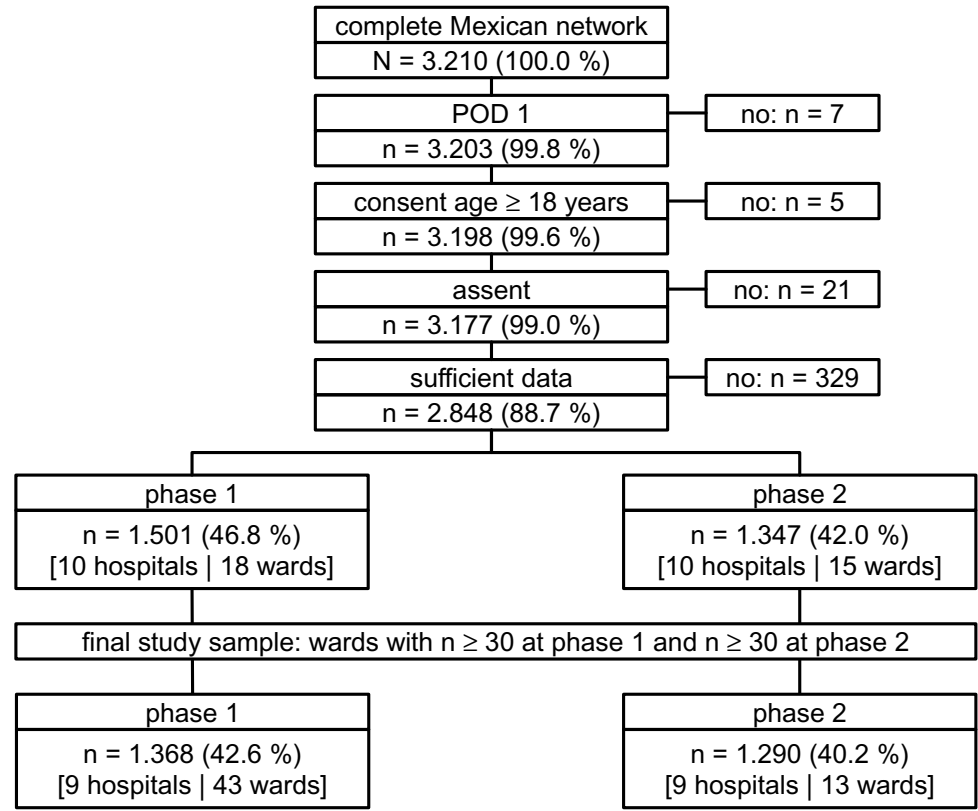 complete Mexican network
N = 3.210 (100.0 %)
POD 1
no: n = 7
n = 3.203 (99.8 %)
consent age ≥ 18 years
no: n = 5
n = 3.198 (99.6 %)
assent
no: n = 21
n = 3.177 (99.0 %)
sufficient data
no: n = 329
n = 2.848 (88.7 %)
phase 1
n = 1.501 (46.8 %)
[10 hospitals | 18 wards]
phase 2
n = 1.347 (42.0 %)
[10 hospitals | 15 wards]
final study sample: wards with n ≥ 30 at phase 1 and n ≥ 30 at phase 2
phase 1
n = 1.368 (42.6 %)
[9 hospitals | 43 wards]
phase 2
n = 1.290 (40.2 %)
[9 hospitals | 13 wards]